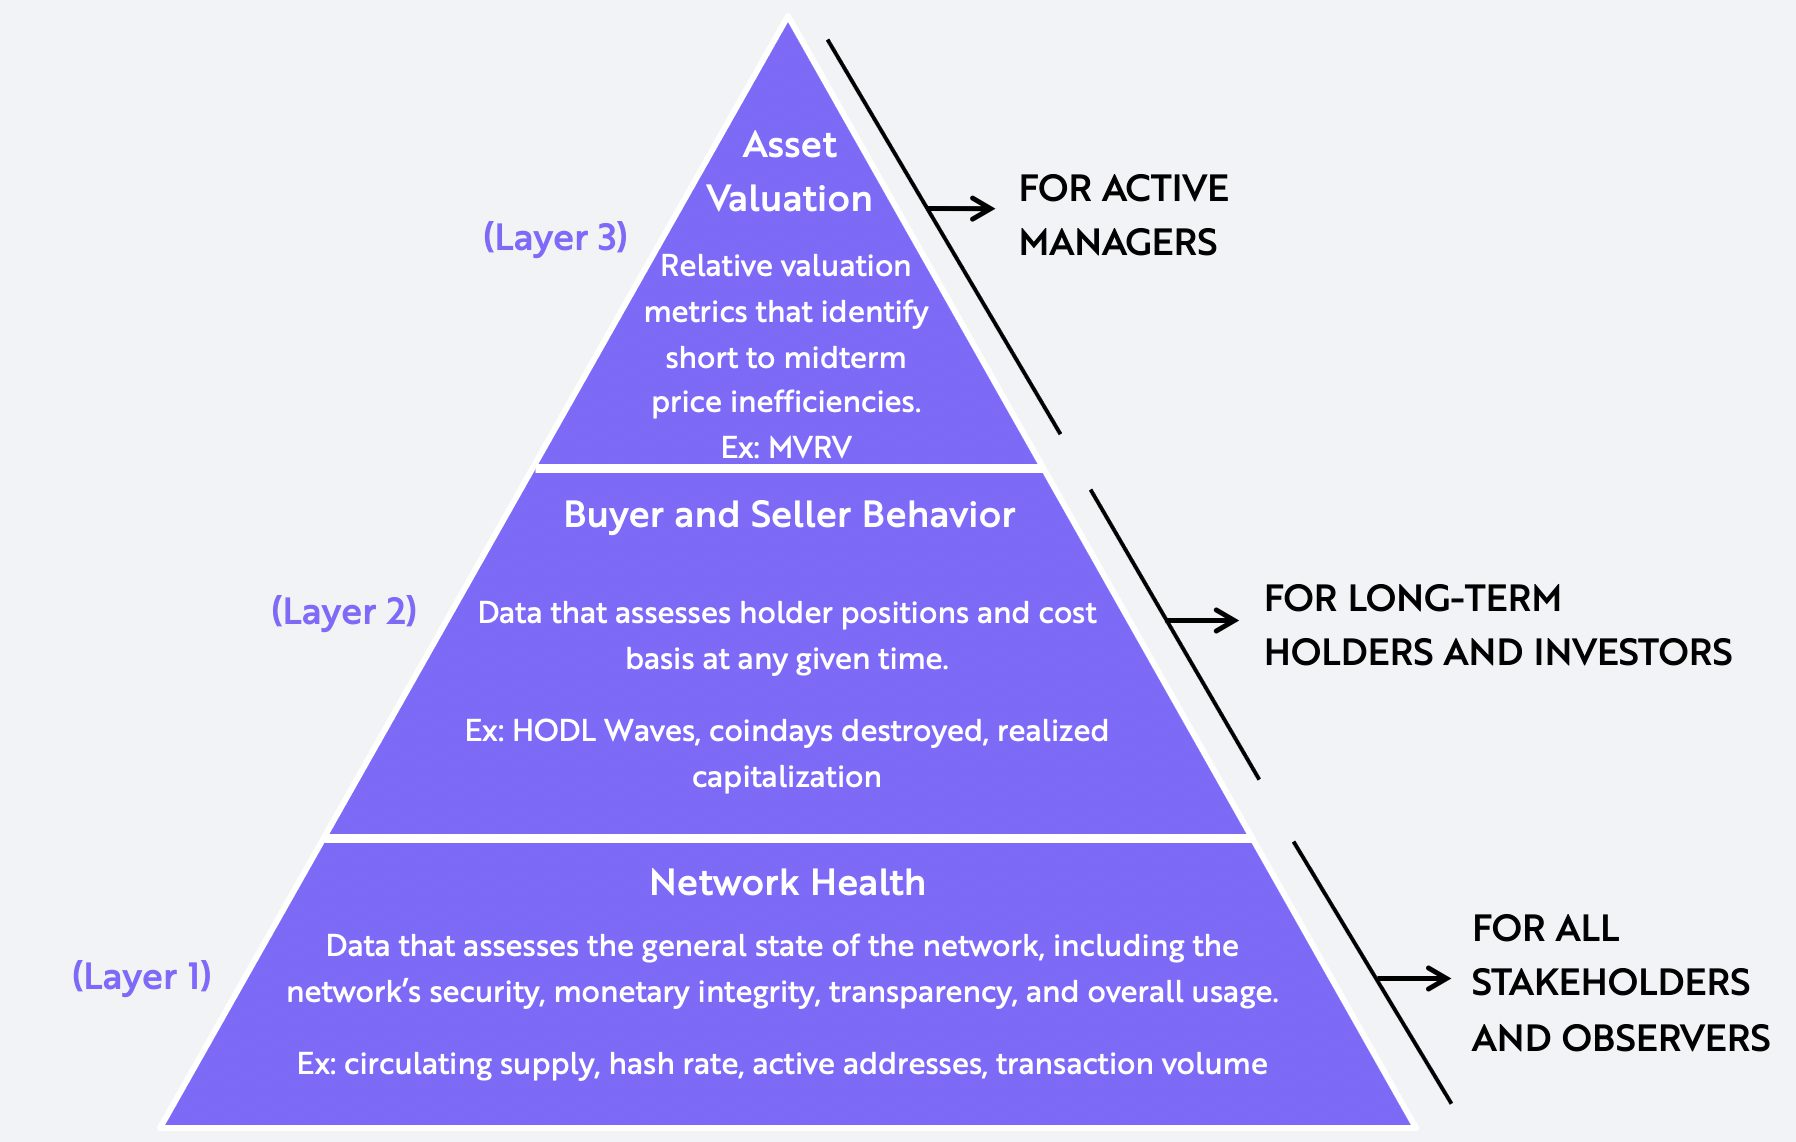 Asset
Valuation
(Layer 3)
Relative valuation
metrics that identify
short to midterm
price inefficiencies.
Ex: MVRV
FOR ACTIVE
MANAGERS
Buyer and Seller Behavior
(Layer 2)
Data that assesses holder positions and cost
basis at any given time.
Ex: HODL Waves, coindays destroyed, realized
capitalization
FOR LONG-TERM
HOLDERS AND INVESTORS
Network Health
(Layer 1)
Data that assesses the general state of the network, including the
network’s security, monetary integrity, transparency, and overall usage.
Ex: circulating supply, hash rate, active addresses, transaction volume
FOR ALL
STAKEHOLDERS
AND OBSERVERS